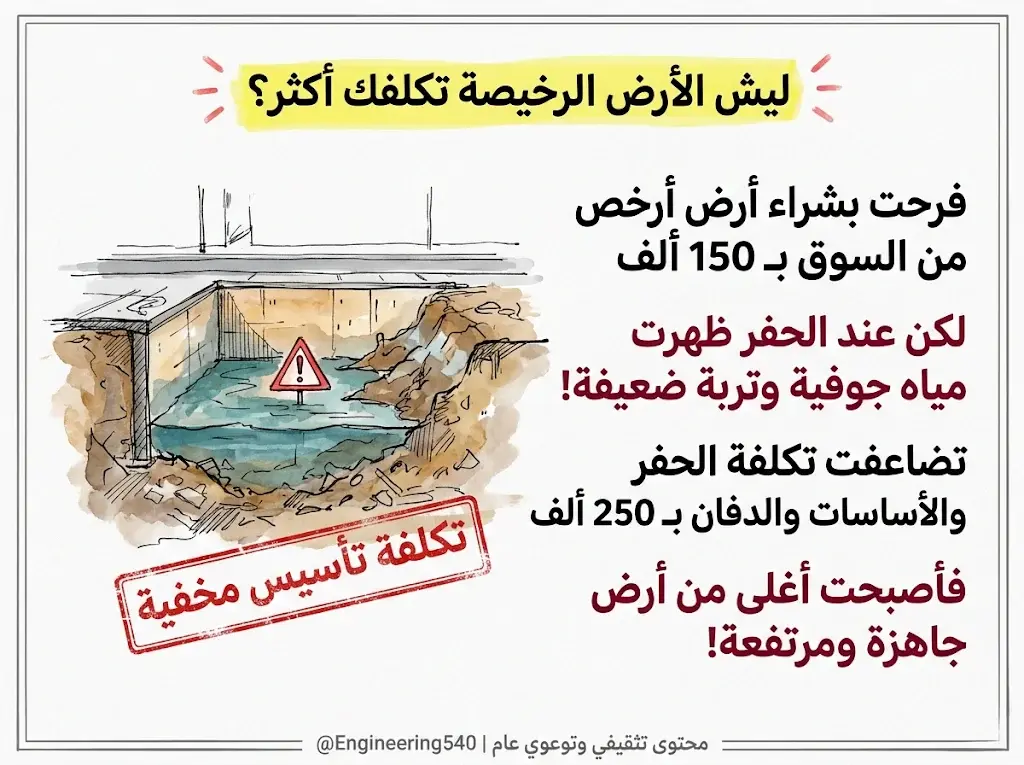 ليش الأرض الرخيصة تكلفك أكثر؟
فرحت بشراء أرض أرخص
من السوق بـ 150 ألف
لكن عند الحفر ظهرت
مياه جوفية وتربة ضعيفة!
تضاعفت تكلفة الحفر
والأساسات والدفان بـ 250 ألف
فأصبحت أغلى من أرض
جاهزة ومرتفعة!
تكلفة تأسيس مخفية
محتوى تثقيفي وتوعوي عام | @Engineering540